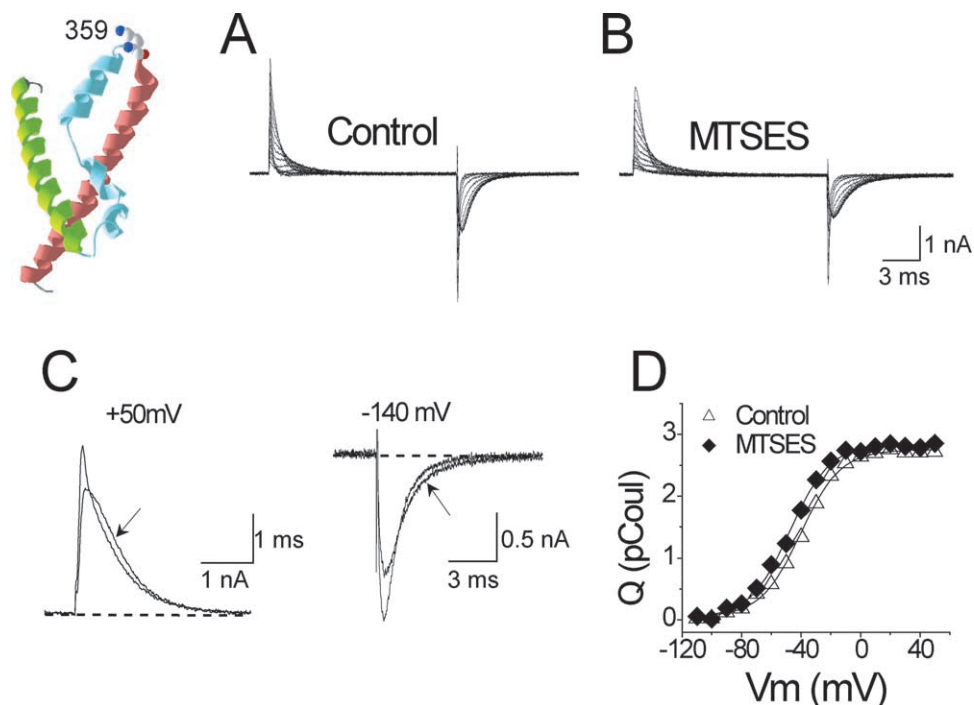 359
A
Control
B
MTSES
1 nA
3 ms
C
+50mV
1 ms
1 nA
-140 mV
0.5 nA
3 ms
D
Control
MTSES
Q (pCoul)
3
2
1
0
-120 -80 -40 0 40
Vm (mV)